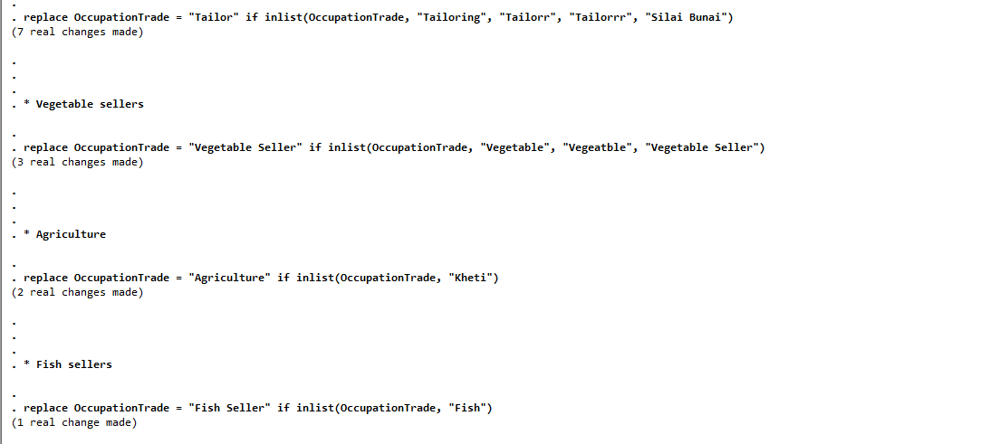 .
. replace OccupationTrade = "Tailor" if inlist(OccupationTrade, "Tailoring", "Tailorr", "Tailorrr", "Silai Bunai")
(7 real changes made)
.
.
.
. * Vegetable sellers
.
. replace OccupationTrade = "Vegetable Seller" if inlist(OccupationTrade, "Vegetable", "Vegeatble", "Vegetable Seller")
(3 real changes made)
.
.
.
. * Agriculture
.
. replace OccupationTrade = "Agriculture" if inlist(OccupationTrade, "Kheti")
(2 real changes made)
.
.
.
. * Fish sellers
.
. replace OccupationTrade = "Fish Seller" if inlist(OccupationTrade, "Fish")
(1 real change made)